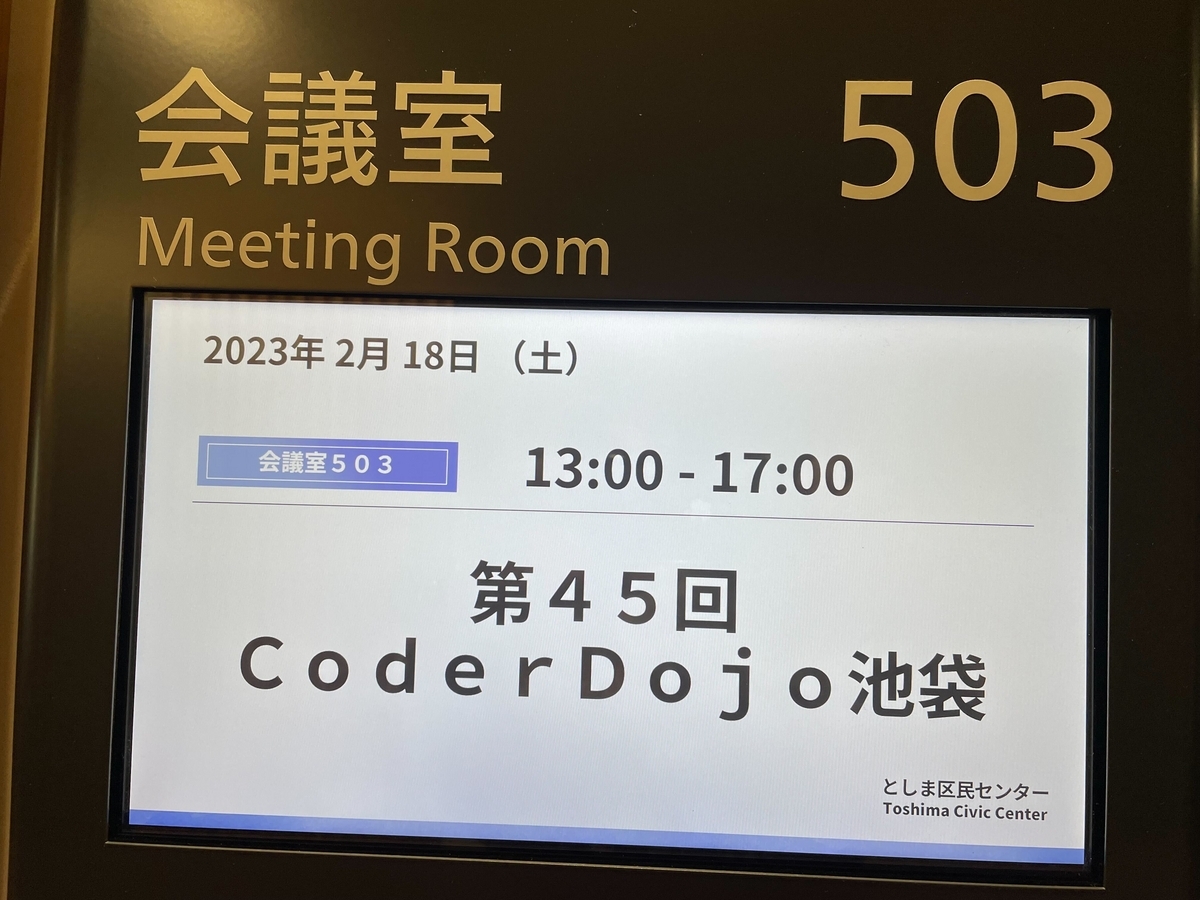 会議室 503
Meeting Room
2023年 2月 18日 （土）
会議室５０３ 13:00 - 17:00
第４５回
ＣｏｄｅｒＤｏｊｏ池袋
としま区民センター
Toshima Civic Center